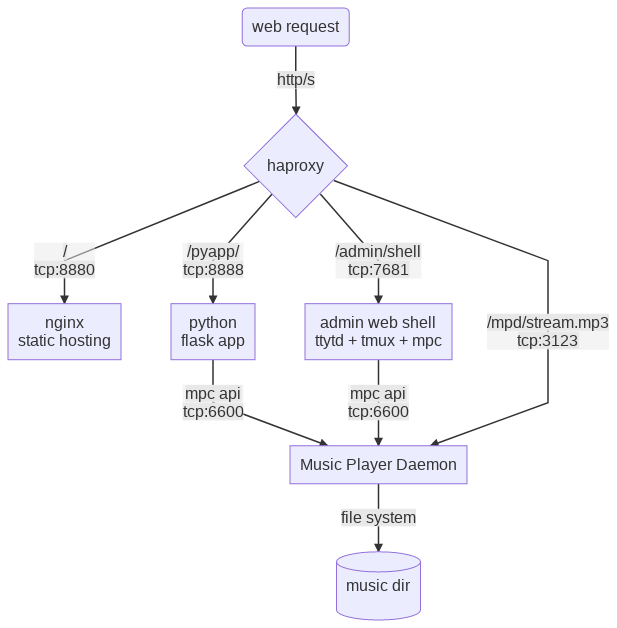 web request
http/s
haproxy
/
tcp:8880
/pyapp/
tcp:8888
/admin/shell
tcp:7681
/mpd/stream.mp3
tcp:3123
nginx
static hosting
python
flask app
admin web shell
ttytd + tmux + mpc
mpc api
tcp:6600
mpc api
tcp:6600
Music Player Daemon
file system
music dir